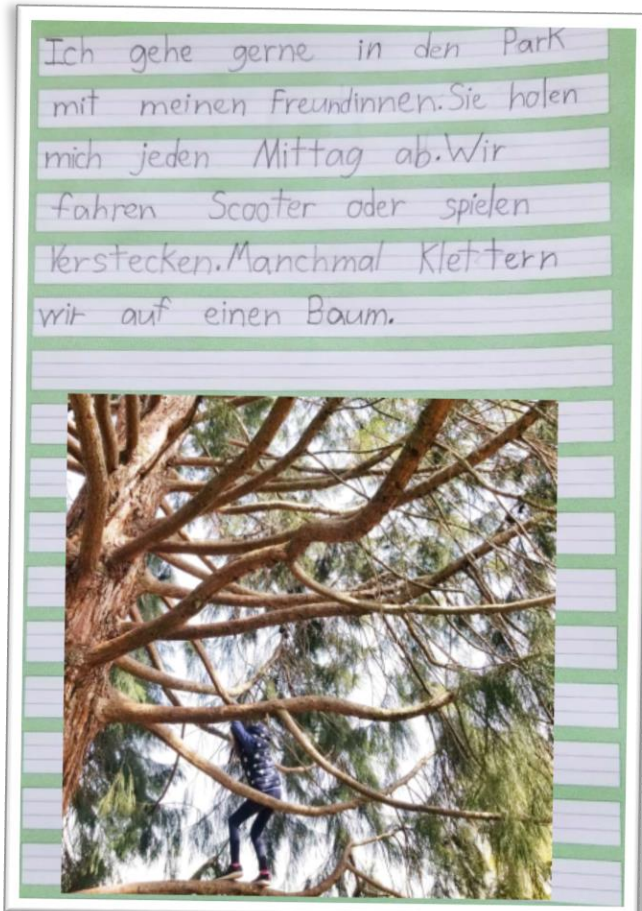 Ich gehe gerne in den Park
mit meinen Freundinnen. Sie holen
mich jeden Mittag ab. Wir
fahren Scooter oder spielen
Verstecken. Manchmal klettern
wir auf einen Baum.